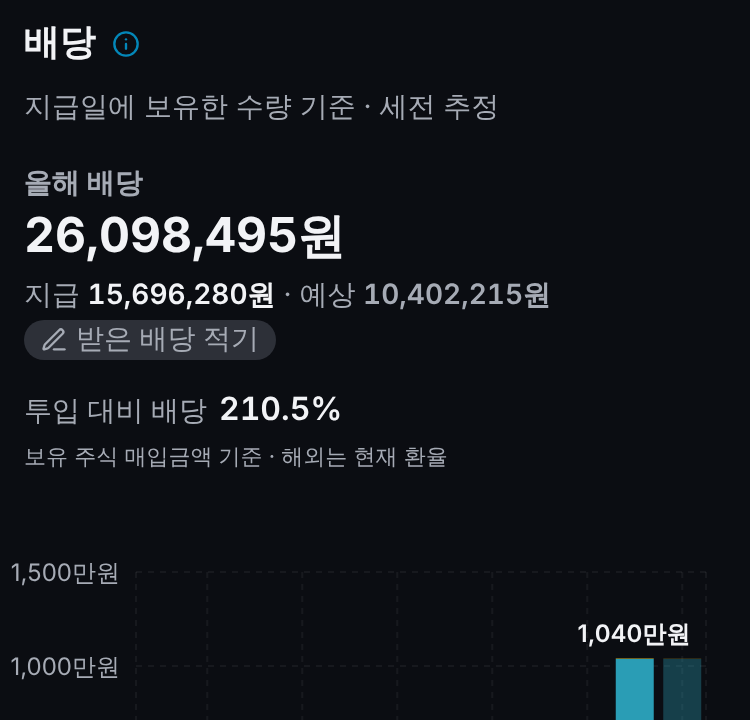 배당
지급일에 보유한 수량 기준 · 세전 추정
올해 배당
26,098,495원
지급 15,696,280원 · 예상 10,402,215원
받은 배당 적기
투입 대비 배당 210.5%
보유 주식 매입금액 기준 · 해외는 현재 환율
1,500만원
1,040만원
1,000만원